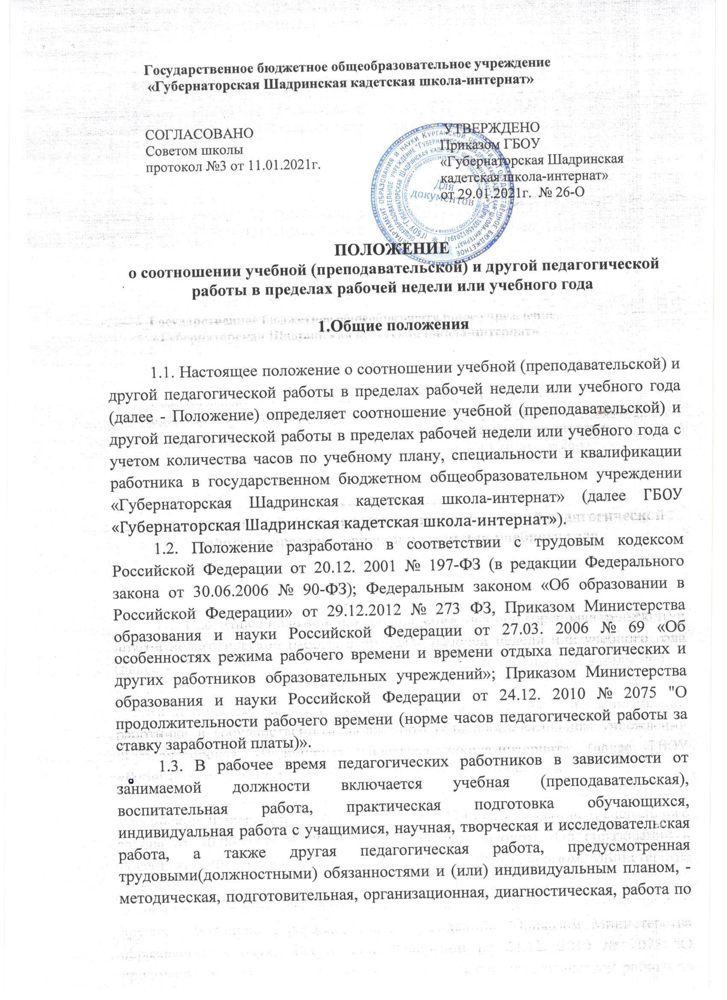 Государственное бюджетное общеобразовательное учреждение
«Губернаторская Шадринская кадетская школа-интернат»
СОГЛАСОВАНО
Советом школы
протокол №3 от 11.01.2021г.
УТВЕРЖДЕНО
Приказом ГБОУ
«Губернаторская Шадринская
кадетская школа-интернат»
от 29.01.2021г. № 26-О
Для
документов
ПОЛОЖЕНИЕ
о соотношении учебной (преподавательской) и другой педагогической
работы в пределах рабочей недели или учебного года
1.Общие положения
1.1. Настоящее положение о соотношении учебной (преподавательской) и
другой педагогической работы в пределах рабочей недели или учебного года
(далее - Положение) определяет соотношение учебной (преподавательской) и
другой педагогической работы в пределах рабочей недели или учебного года с
учетом количества часов по учебному плану, специальности и квалификации
работника в государственном бюджетном общеобразовательном учреждении
«Губернаторская Шадринская кадетская школа-интернат» (далее ГБОУ
«Губернаторская Шадринская кадетская школа-интернат»).
1.2. Положение разработано в соответствии с трудовым кодексом
Российской Федерации от 20.12. 2001 № 197-ФЗ (в редакции Федерального
закона от 30.06.2006 № 90-ФЗ); Федеральным законом «Об образовании в
Российской Федерации» от 29.12.2012 № 273 ФЗ, Приказом Министерства
образования и науки Российской Федерации от 27.03. 2006 № 69 «Об
особенностях режима рабочего времени и времени отдыха педагогических и
других работников образовательных учреждений»; Приказом Министерства
образования и науки Российской Федерации от 24.12. 2010 № 2075 "О
продолжительности рабочего времени (норме часов педагогической работы за
ставку заработной платы)».
1.3. В рабочее время педагогических работников в зависимости от
занимаемой должности включается учебная (преподавательская),
воспитательная работа, практическая подготовка обучающихся,
индивидуальная работа с учащимися, научная, творческая и исследовательская
работа, а также другая педагогическая работа, предусмотренная
трудовыми(должностными) обязанностями и (или) индивидуальным планом, -
методическая, подготовительная, организационная, диагностическая, работа по